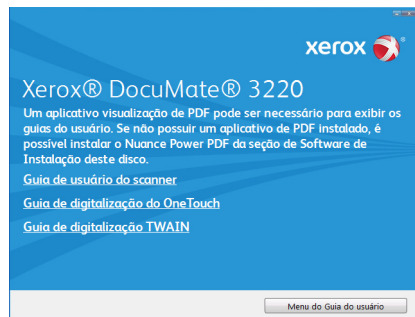 xerox
Xerox® DocuMate® 3220
Um aplicativo visualização de PDF pode ser necessário para exibir os
guias do usuário. Se não possuir um aplicativo de PDF instalado, é
possível instalar o Nuance Power PDF da seção de Software de
Instalação deste disco.
Guia de usuário do scanner
Guia de digitalização do OneTouch
Guia de digitalização TWAIN
Menu do Guia do usuário